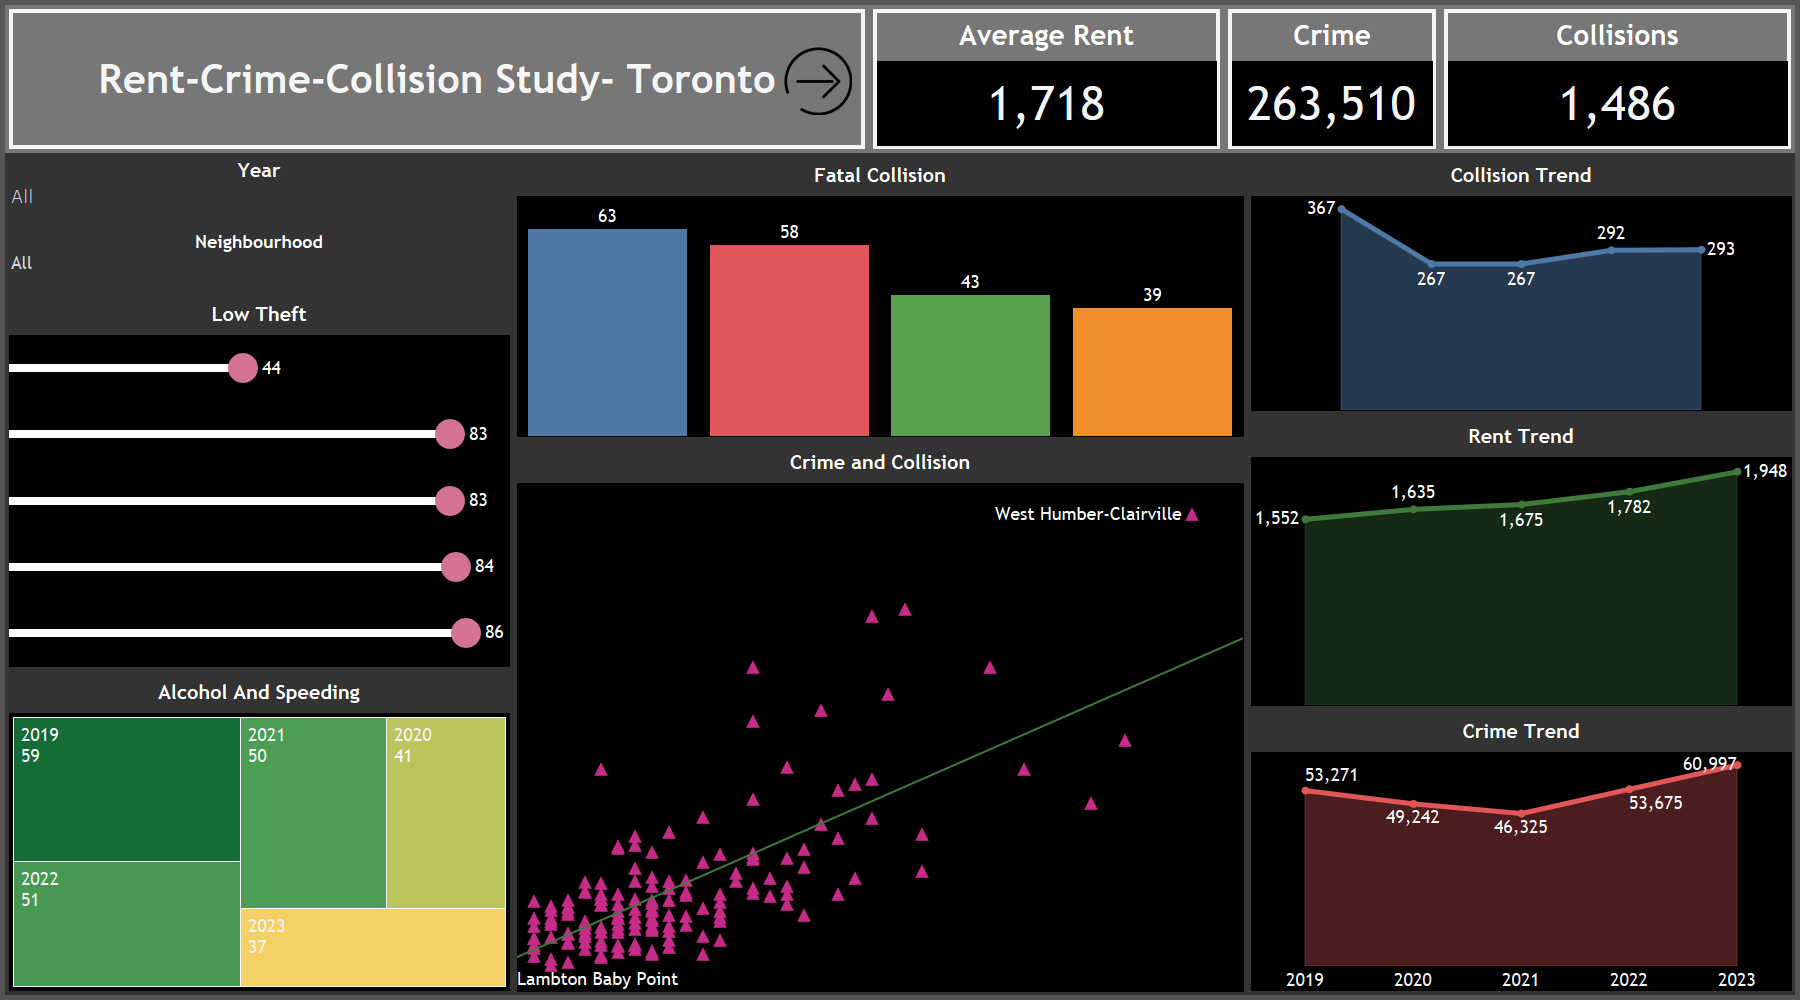 Rent-Crime-Collision Study- Toronto
Average Rent
1,718
Crime
263,510
Collisions
1,486
Year
All
Neighbourhood
All
Low Theft
44
83
83
84
86
Alcohol And Speeding
2019
59
2021
50
2020
41
2022
51
2023
37
Fatal Collision
63
58
43
39
Crime and Collision
West Humber-Clairville
Lambton Baby Point
Collision Trend
367
267
267
292
293
Rent Trend
1,552
1,635
1,675
1,782
1,948
Crime Trend
53,271
49,242
46,325
53,675
60,997
2019
2020
2021
2022
2023